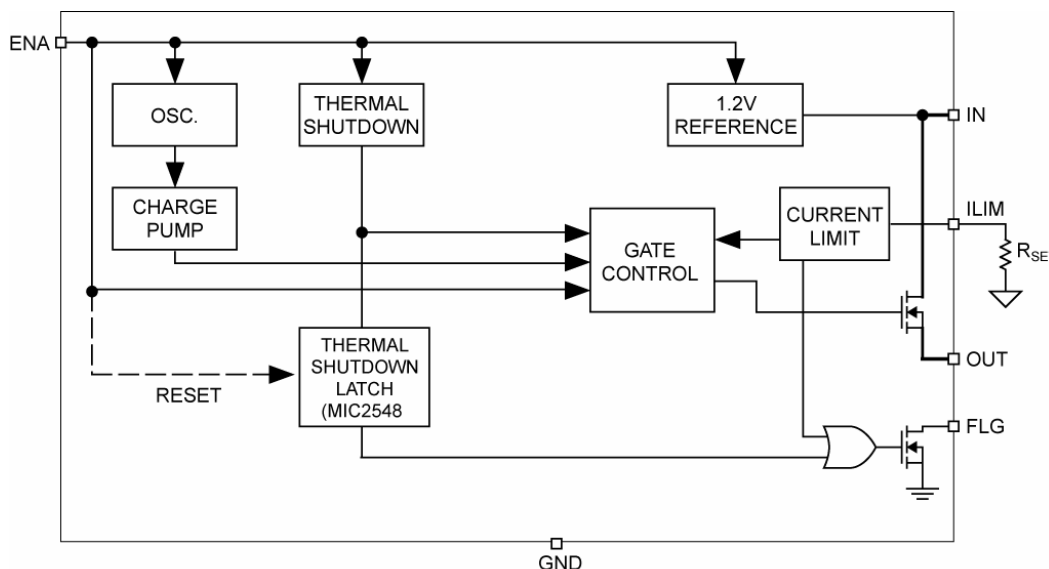 ENA
OSC.
THERMAL
SHUTDOWN
1.2V
REFERENCE
IN
CHARGE
PUMP
GATE
CONTROL
CURRENT
LIMIT
ILIM
RSE
THERMAL
SHUTDOWN
LATCH
(MIC2548
RESET
OUT
FLG
GND